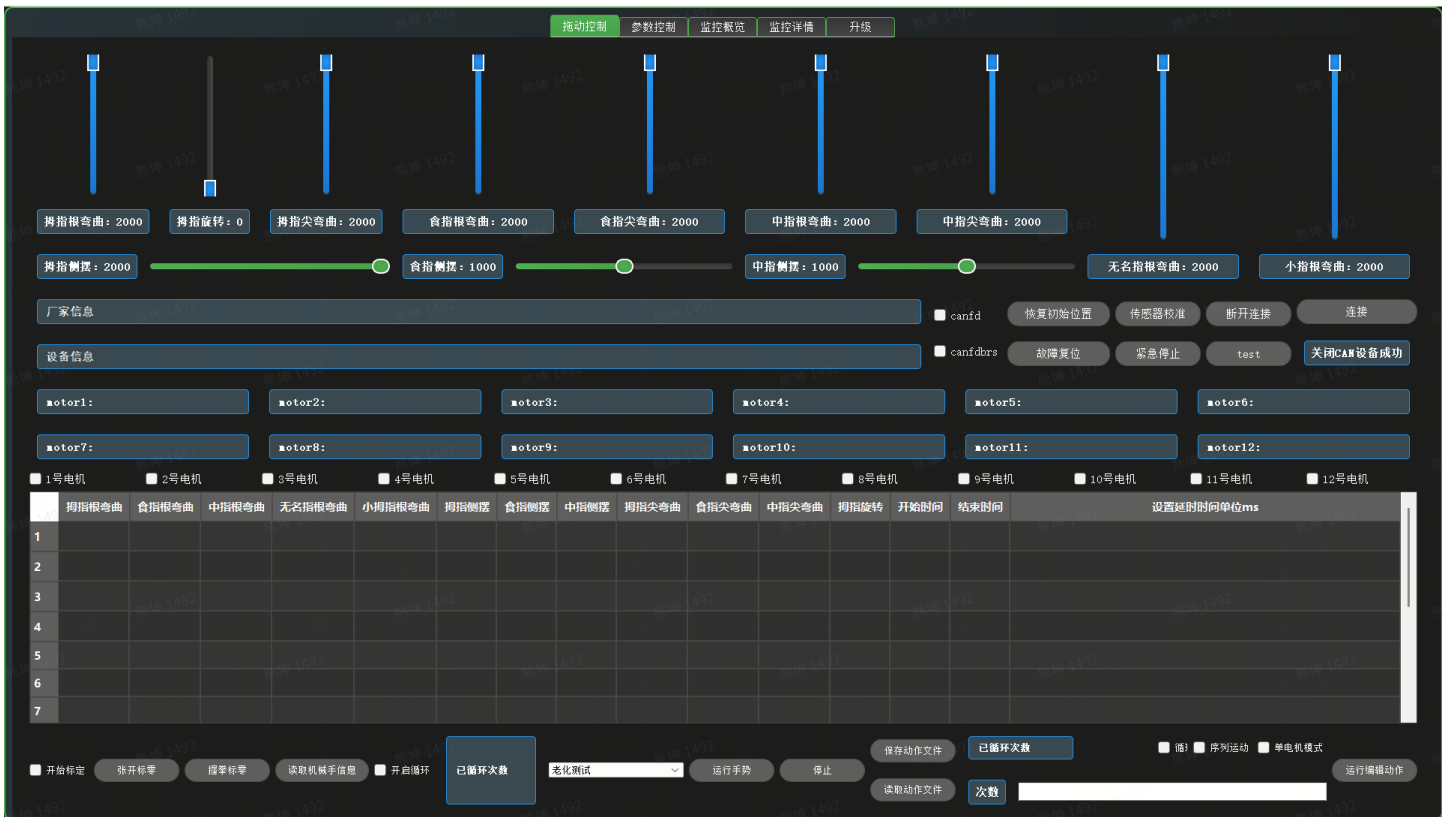 拖动控制 参数控制 监控概览 监控详情 升级
拇指根弯曲: 2000 拇指旋转: 0 拇指尖弯曲: 2000 食指根弯曲: 2000 食指尖弯曲: 2000 中指根弯曲: 2000 中指尖弯曲: 2000
拇指侧摆: 2000 食指侧摆: 1000 中指侧摆: 1000 无名指根弯曲: 2000 小指根弯曲: 2000
厂家信息 canfd 恢复初始位置 传感器校准 断开连接 连接
设备信息 canfdbrs 故障复位 紧急停止 test 关闭CAN设备成功
motor1: motor2: motor3: motor4: motor5: motor6:
motor7: motor8: motor9: motor10: motor11: motor12:
1号电机 2号电机 3号电机 4号电机 5号电机 6号电机 7号电机 8号电机 9号电机 10号电机 11号电机 12号电机
拇指根弯曲 食指根弯曲 中指根弯曲 无名指根弯曲 小拇指根弯曲 拇指侧摆 食指侧摆 中指侧摆 拇指尖弯曲 食指尖弯曲 中指尖弯曲 拇指旋转 开始时间 结束时间 设置延时时间单位ms
1
2
3
4
5
6
7
保存动作文件 已循环次数 序列运动 单电机模式
开始标定 张开标零 握拳标零 读取机械手信息 开启循环 已循环次数 老化测试 运行手势 停止 运行编辑动作
读取动作文件 次数
熊坤 1492